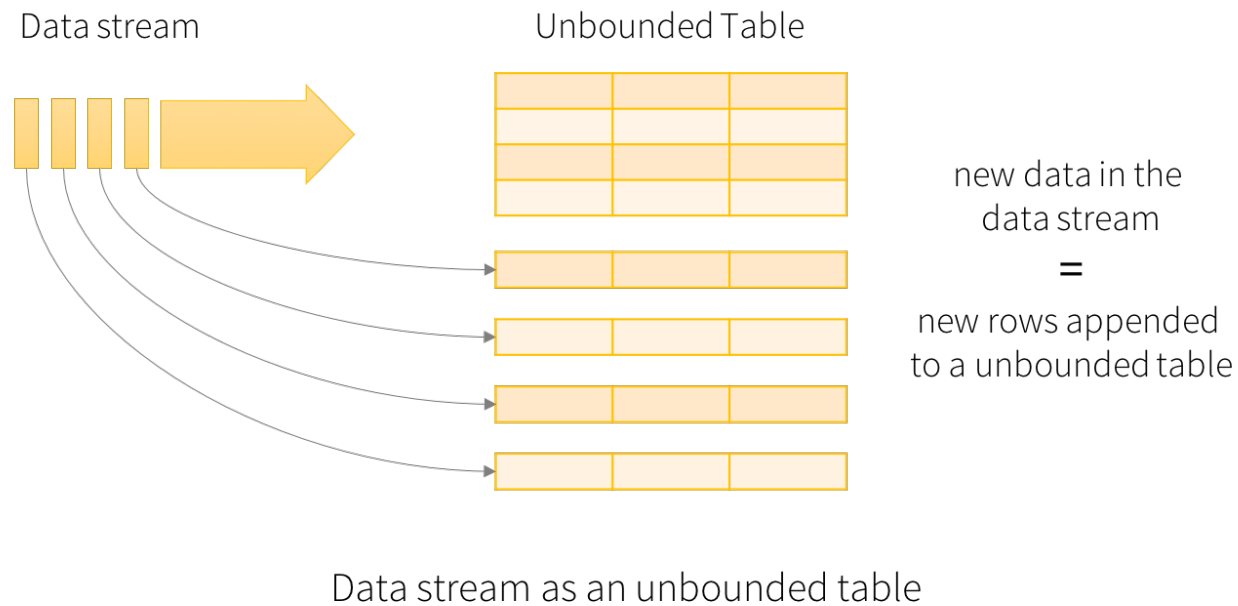 Data stream
Unbounded Table
new data in the
data stream
=
new rows appended
to a unbounded table
Data stream as an unbounded table